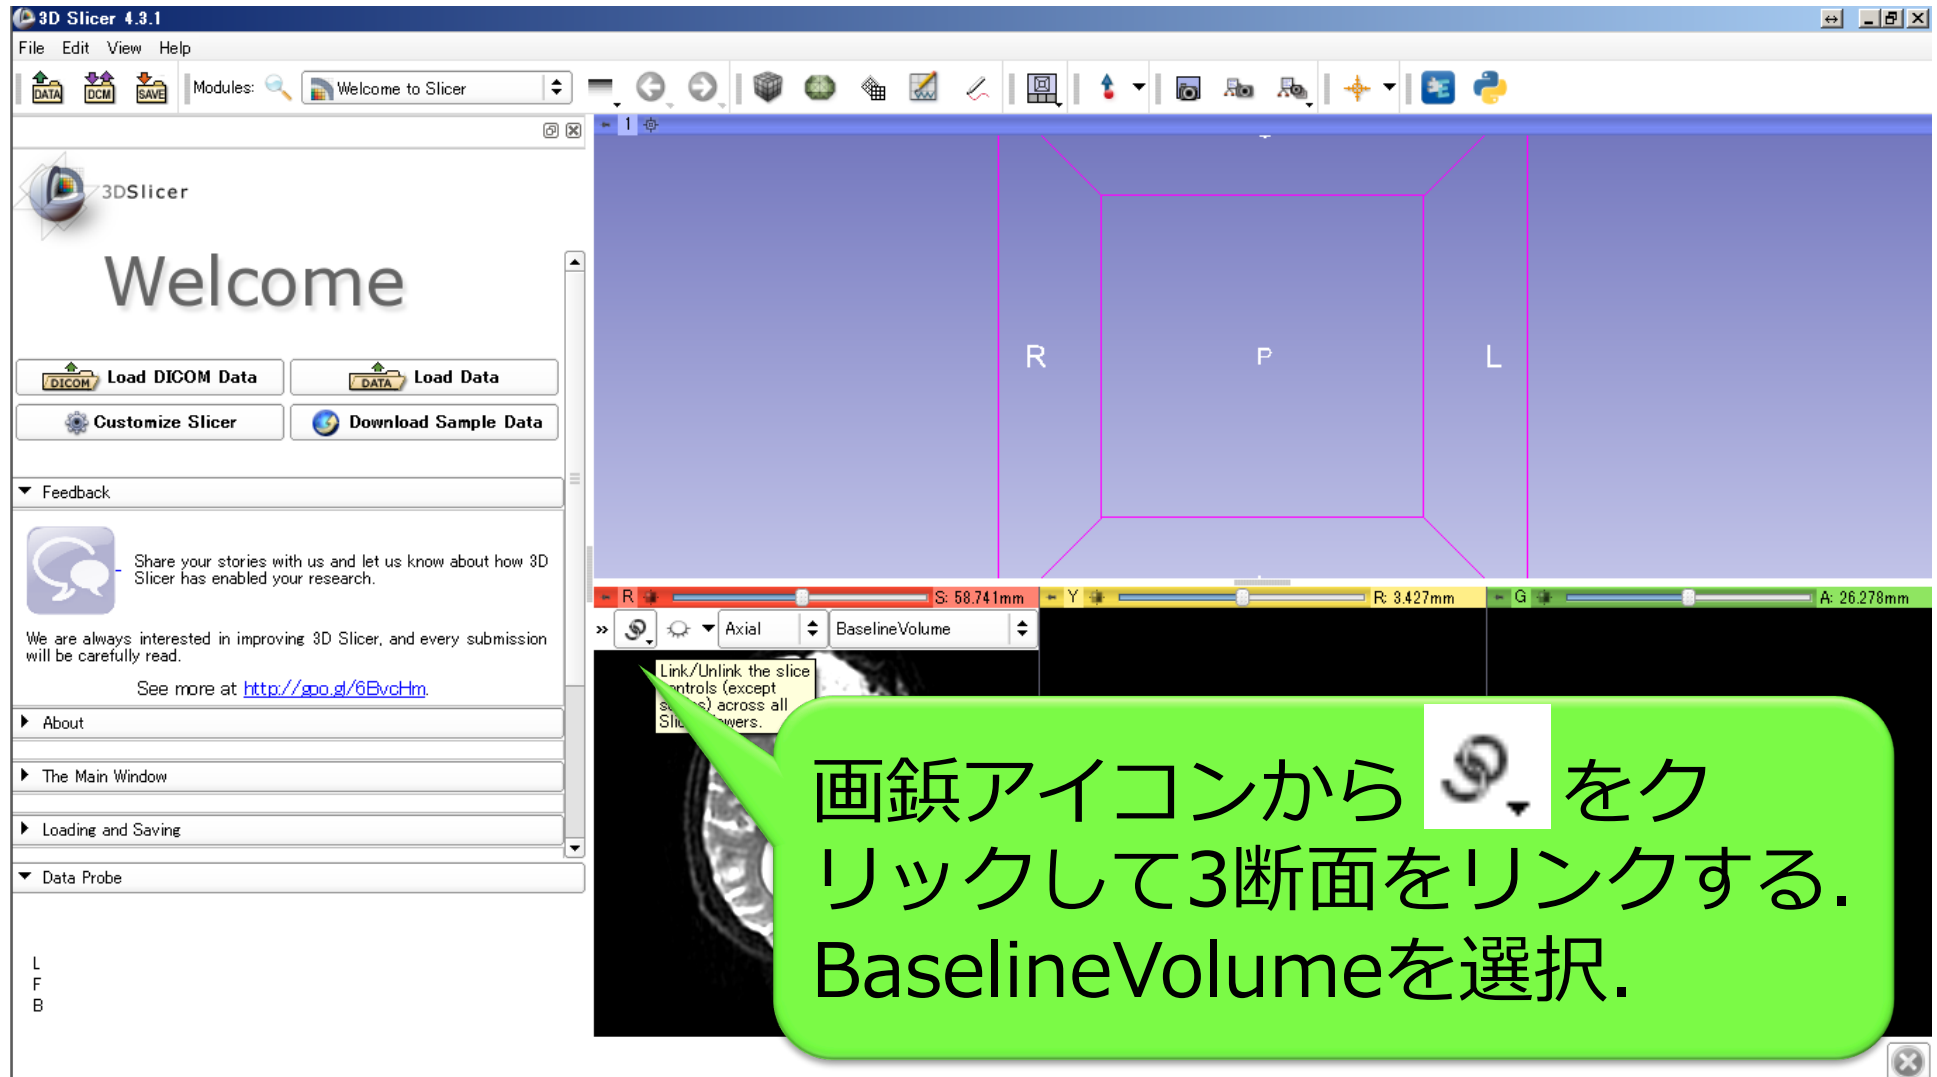 3D Slicer 4.3.1
File Edit View Help
DATA DCM SAVE Modules: Welcome to Slicer
1
3DSlicer
Welcome
DICOM Load DICOM Data DATA Load Data
Customize Slicer Download Sample Data
Feedback
Share your stories with us and let us know about how 3D
Slicer has enabled your research.
We are always interested in improving 3D Slicer, and every submission
will be carefully read.
See more at http://goo.gl/6BvcHm.
About
The Main Window
Loading and Saving
Data Probe
L
F
B
R P L
R S: 58.741mm Y R: 3.427mm G A: 26.278mm
» Axial BaselineVolume
Link/Unlink the slice
(except
across all
画鋲アイコンから をク
リックして3断面をリンクする.
BaselineVolumeを選択.